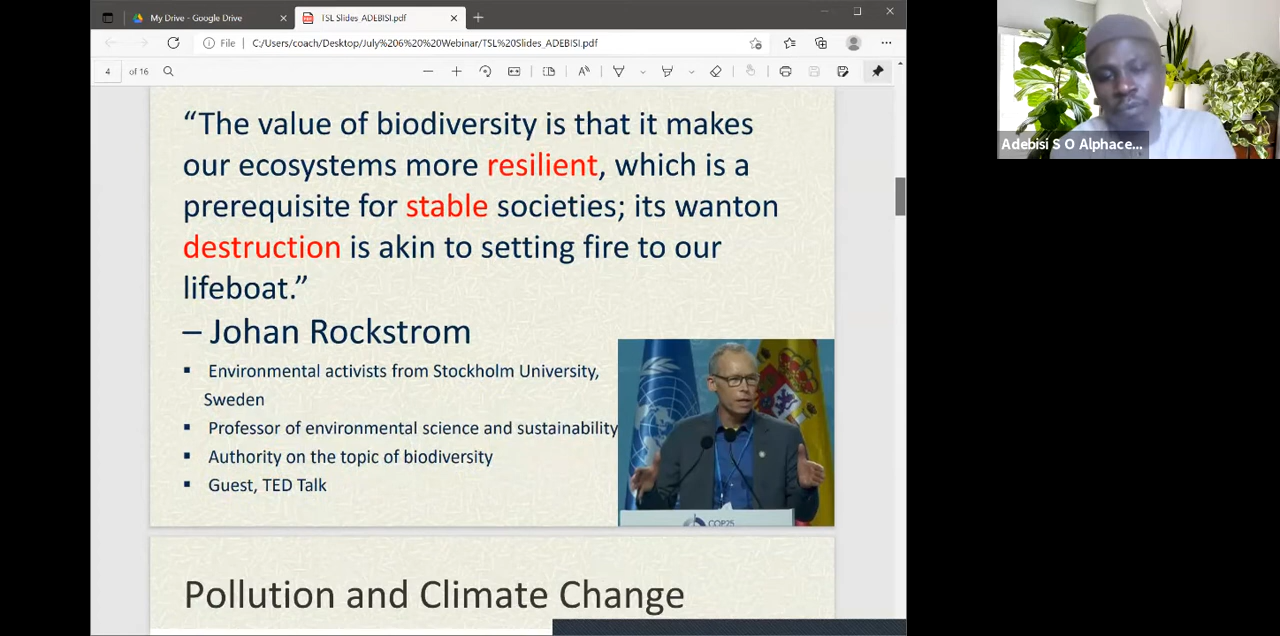 My Drive - Google Drive
TSL Slides_ADEBISI.pdf
File
C:/Users/coach/Desktop/July%206%20%20Webinar/TSL%20Slides_ADEBISI.pdf
4 of 16
“The value of biodiversity is that it makes
our ecosystems more resilient, which is a
prerequisite for stable societies; its wanton
destruction is akin to setting fire to our
lifeboat.”
– Johan Rockstrom
▪ Environmental activists from Stockholm University,
Sweden
▪ Professor of environmental science and sustainability
▪ Authority on the topic of biodiversity
▪ Guest, TED Talk
COP25
Pollution and Climate Change
Adebisi S O Alphace...